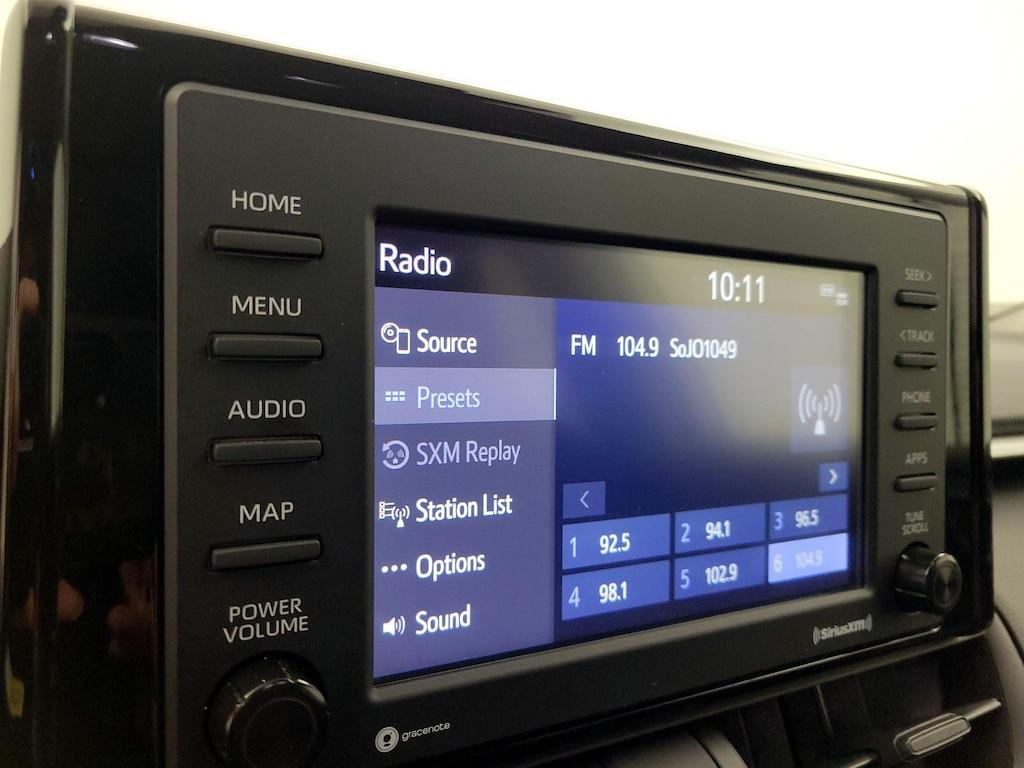 HOME
MENU
AUDIO
MAP
POWER
VOLUME
Radio
10:11
Source
Presets
SXM Replay
Station List
Options
Sound
FM 104.9 SoJO1049
<
>
1 92.5
2 94.1
3 96.5
4 98.1
5 102.9
6 104.9
SEEK >
< TRACK
PHONE
APPS
TUNE
SCROLL
SiriusXM
gracenote